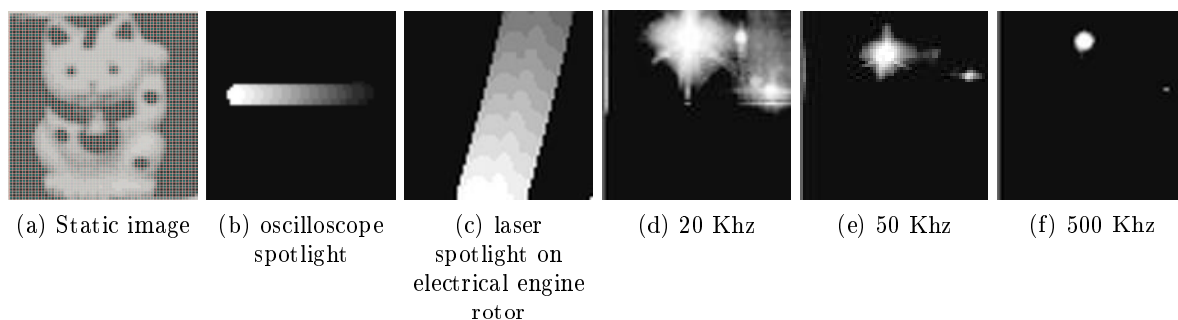 (a) Static image
(b) oscilloscope
spotlight
(c) laser
spotlight on
electrical engine
rotor
(d) 20 Khz
(e) 50 Khz
(f) 500 Khz